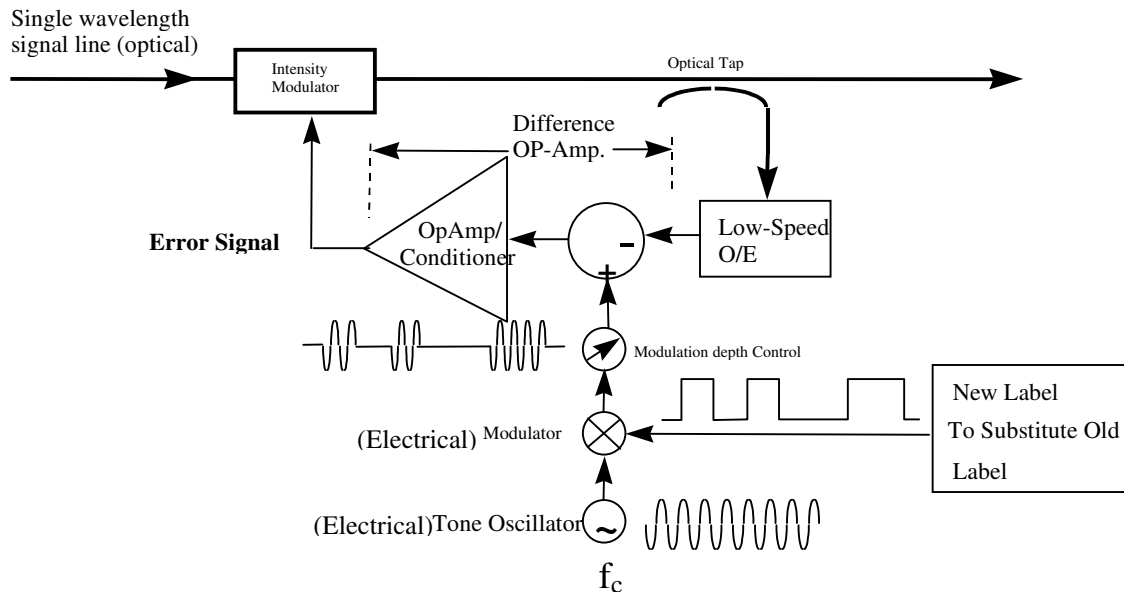 Single wavelength
signal line (optical)
Intensity
Modulator
Optical Tap
Difference
OP-Amp.
Error Signal
OpAmp/
Conditioner
-
+
Low-Speed
O/E
Modulation depth Control
(Electrical) Modulator
New Label
To Substitute Old
Label
(Electrical)Tone Oscillator
~
fc